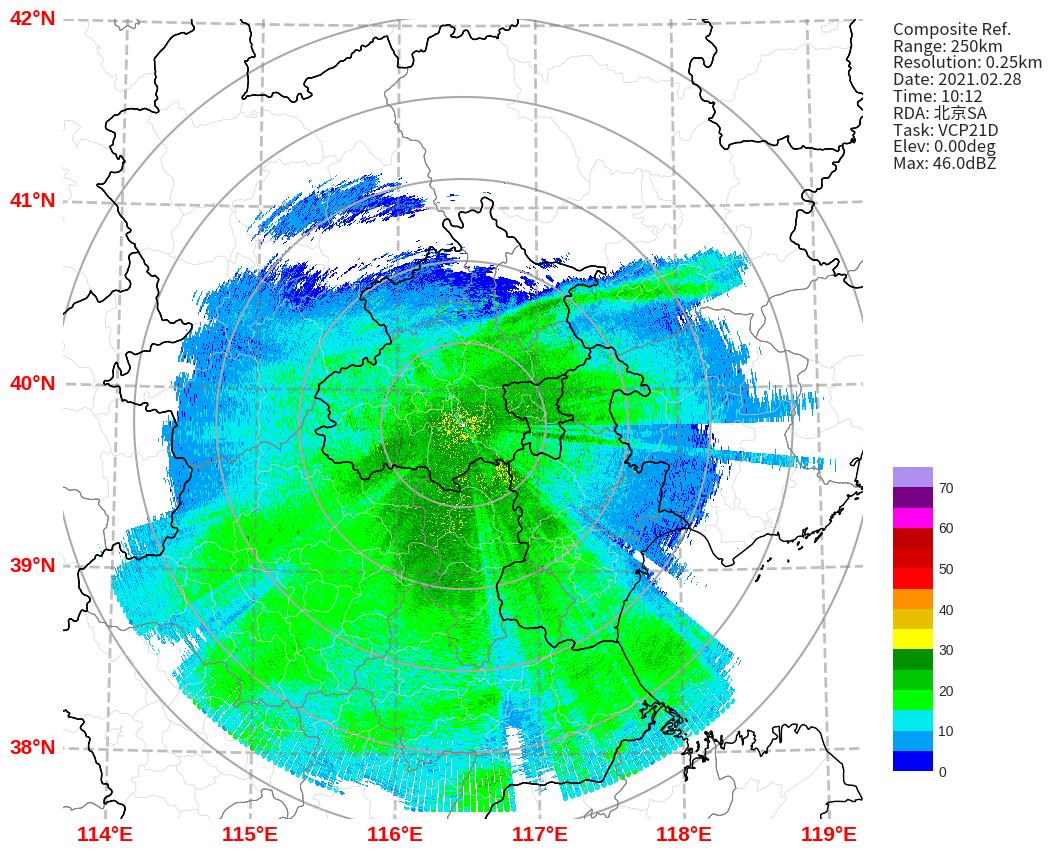 42°N
41°N
40°N
39°N
38°N
114°E
115°E
116°E
117°E
118°E
119°E
Composite Ref.
Range: 250km
Resolution: 0.25km
Date: 2021.02.28
Time: 10:12
RDA: 北京SA
Task: VCP21D
Elev: 0.00deg
Max: 46.0dBZ
70
60
50
40
30
20
10
0